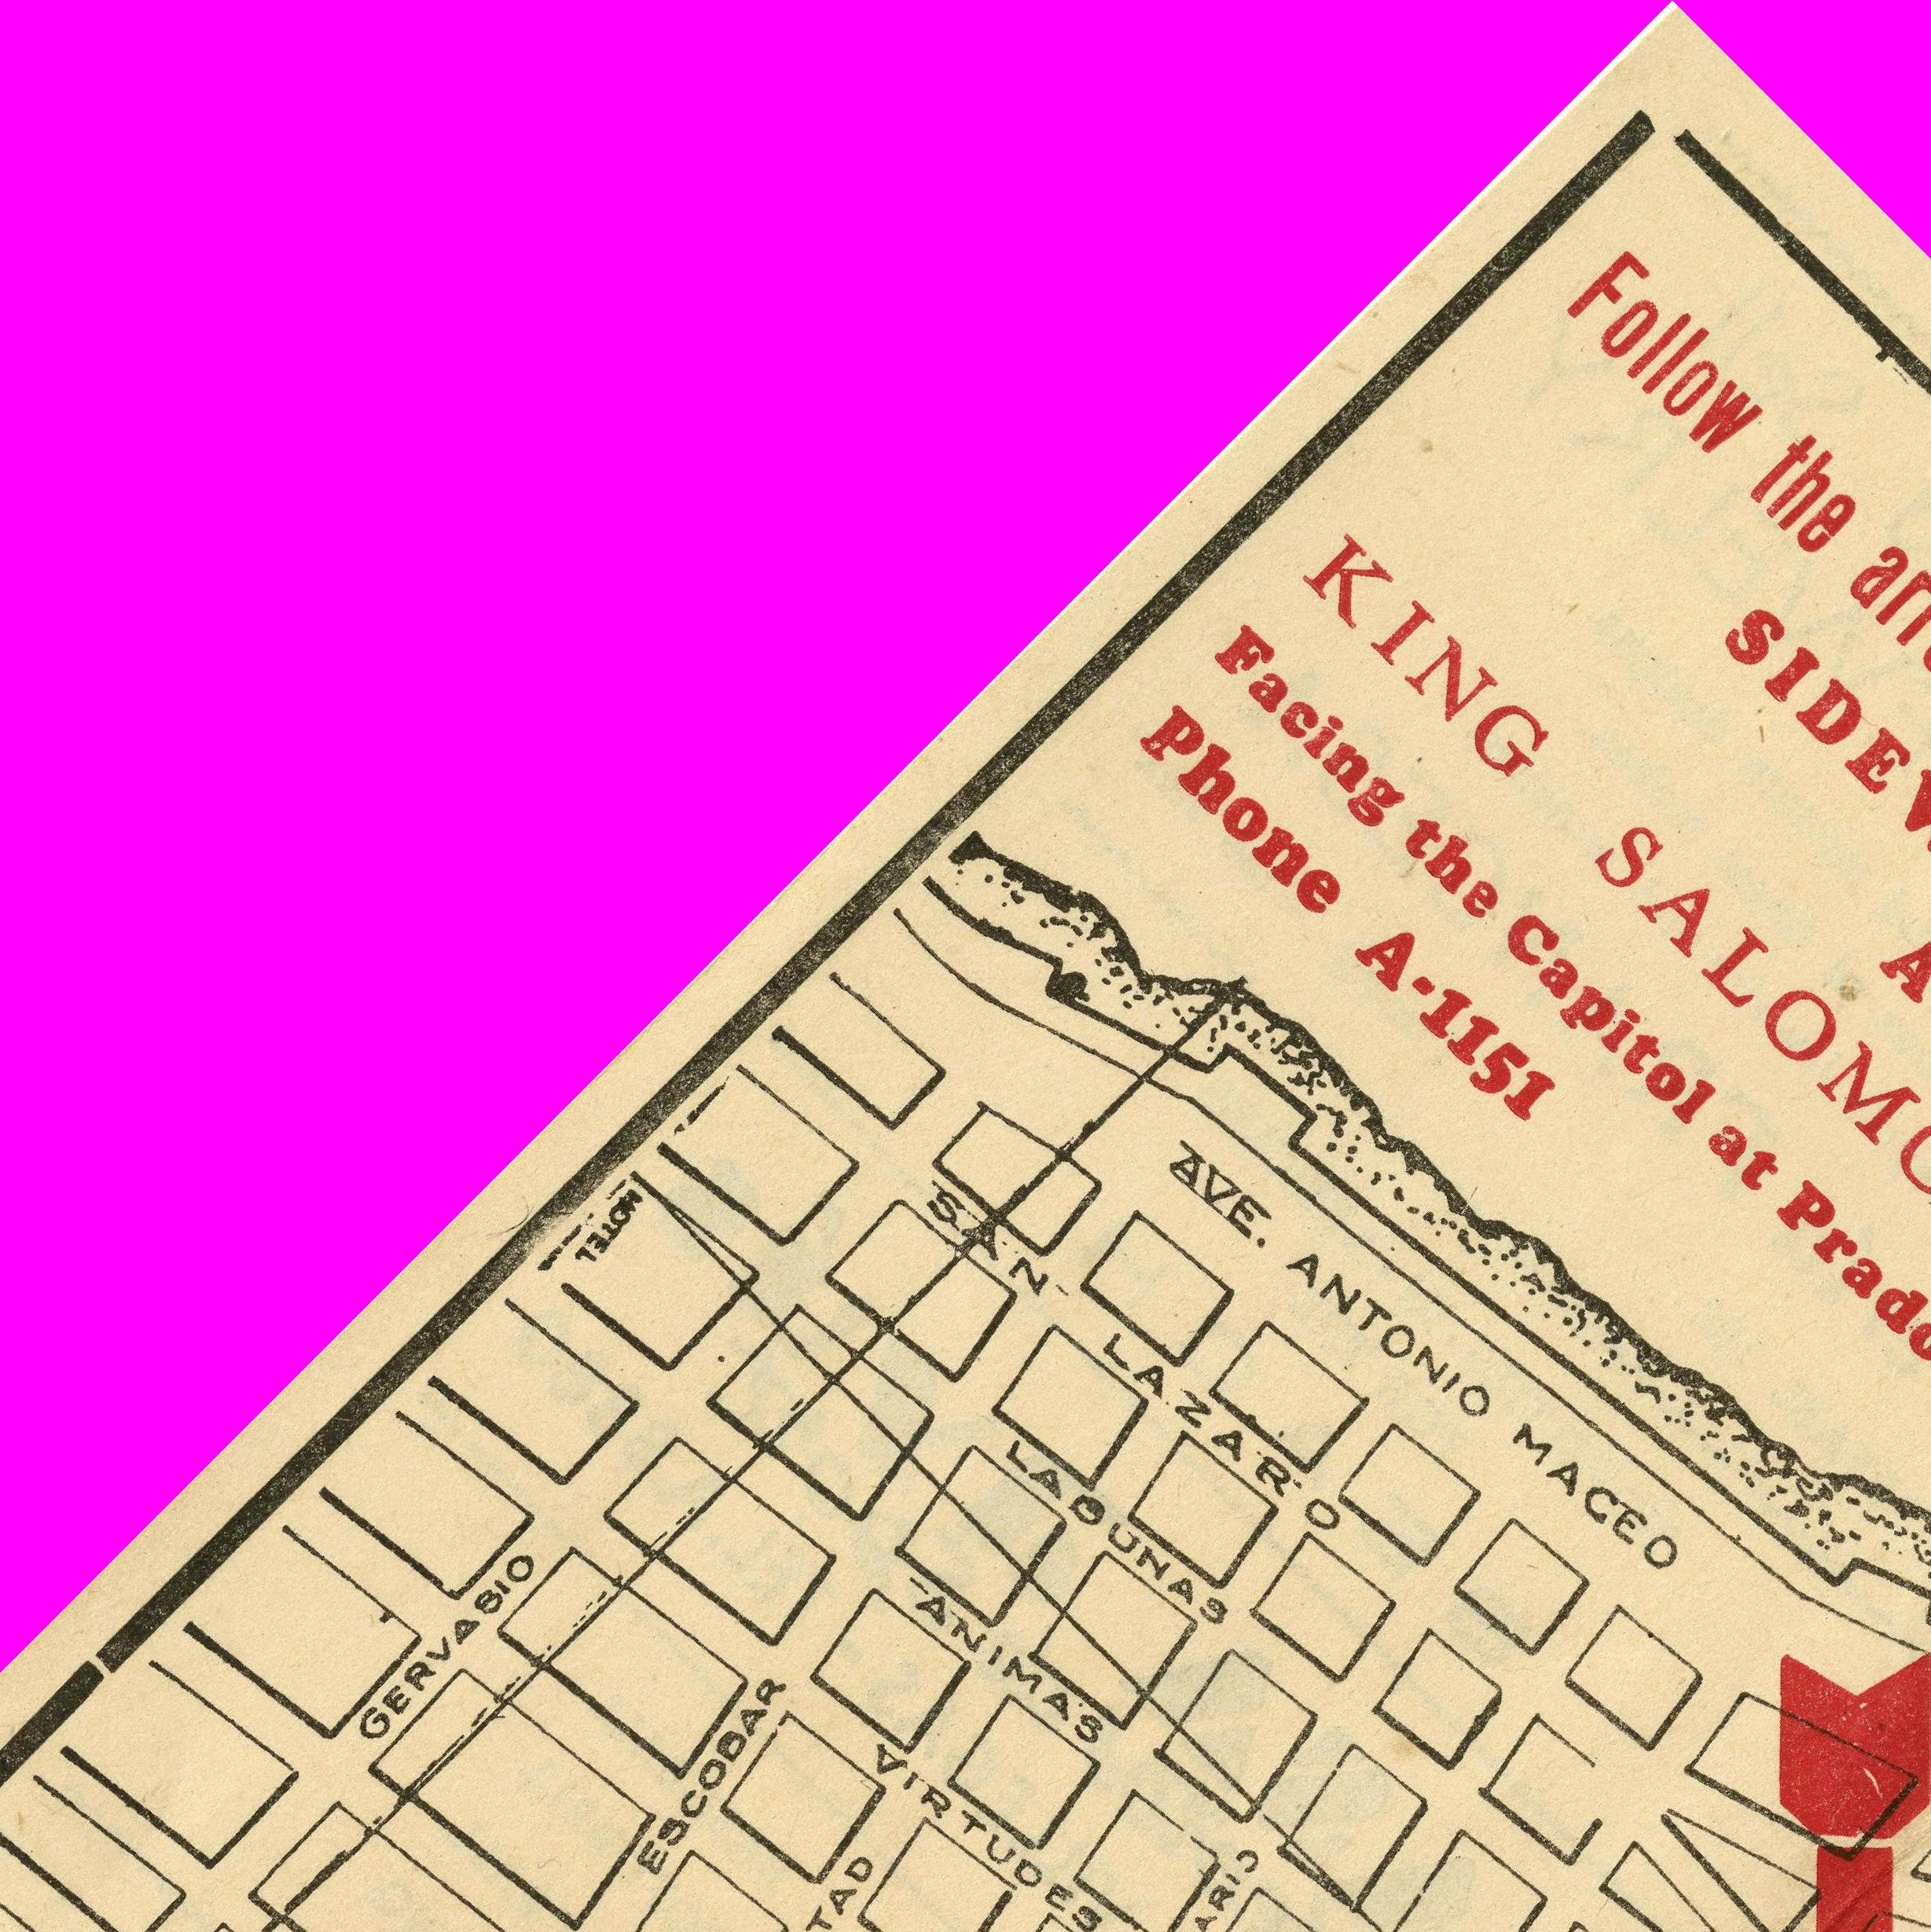 Follow the
SIDE
KING SALOMO
Facing the Capitol at Prado
Phone A-1151
AVE. ANTONIO MACEO
SAN LAZARO
LAGUNAS
ANIMAS
VIRTUDES
GERVASIO
ESCOBAR
HOTEL